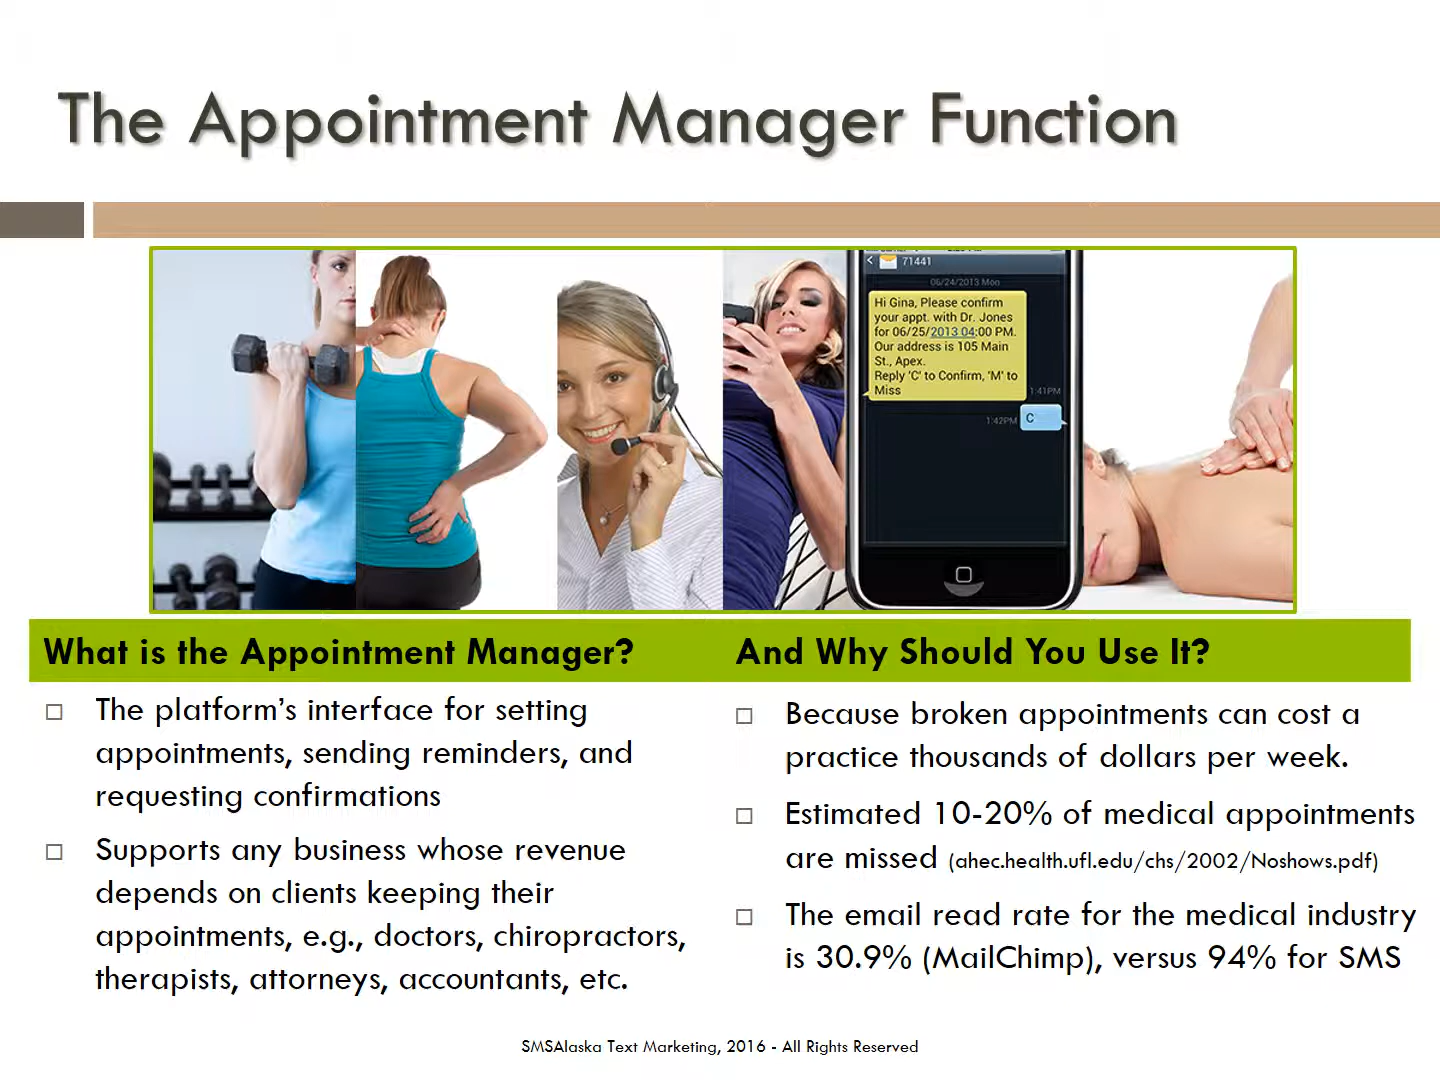 The Appointment Manager Function
71441
06/24/2013 Mon
Hi Gina, Please confirm
your appt. with Dr. Jones
for 06/25/2013 04:00 PM.
Our address is 105 Main
St., Apex.
Reply 'C' to Confirm, 'M' to
Miss
1:41PM
1:42PM
C
What is the Appointment Manager?
The platform’s interface for setting
appointments, sending reminders, and
requesting confirmations
Supports any business whose revenue
depends on clients keeping their
appointments, e.g., doctors, chiropractors,
therapists, attorneys, accountants, etc.
And Why Should You Use It?
Because broken appointments can cost a
practice thousands of dollars per week.
Estimated 10-20% of medical appointments
are missed (ahec.health.ufl.edu/chs/2002/Noshows.pdf)
The email read rate for the medical industry
is 30.9% (MailChimp), versus 94% for SMS
SMSAlaska Text Marketing, 2016 - All Rights Reserved